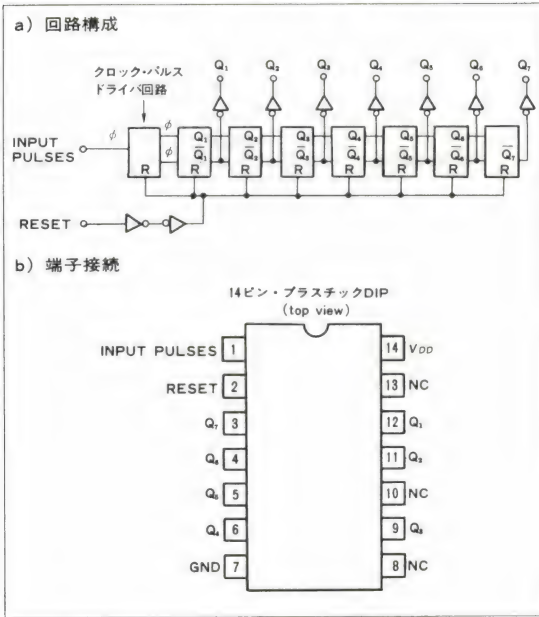 a) 回路構成
Q₁ Q₂ Q₃ Q₄ Q₅ Q₆ Q₇
クロック・パルス
ドライバ回路
INPUT
PULSES
φ φ φ
Q₁ Q₂ Q₃ Q₄ Q₅ Q₆
Q̅₁ Q̅₂ Q̅₃ Q̅₄ Q̅₅ Q̅₆ Q̅₇
R R R R R R R R
RESET
b) 端子接続
14ピン・プラスチックDIP
(top view)
INPUT PULSES 1 14 VDD
RESET 2 13 NC
Q₇ 3 12 Q₁
Q₆ 4 11 Q₂
Q₅ 5 10 NC
Q₄ 6 9 Q₃
GND 7 8 NC